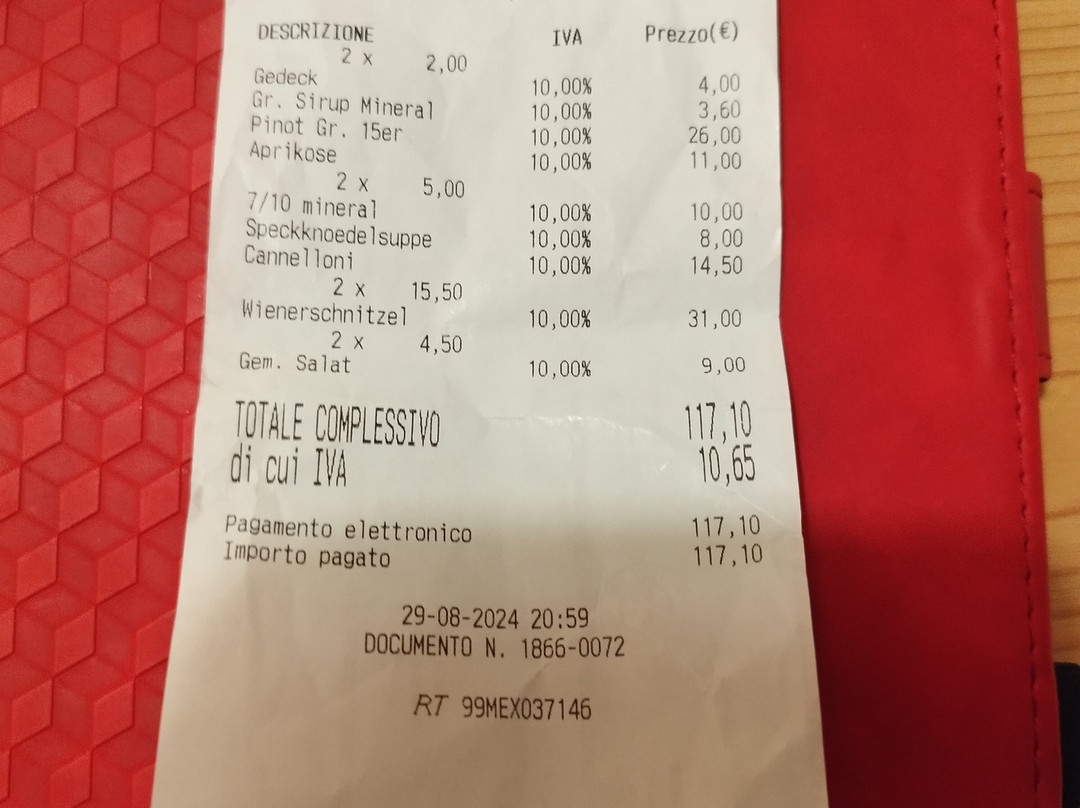 DESCRIZIONE IVA Prezzo(€)
2 x 2,00
Gedeck 10,00% 4,00
Gr. Sirup Mineral 10,00% 3,60
Pinot Gr. 15er 10,00% 26,00
Aprikose 10,00% 11,00
2 x 5,00
7/10 mineral 10,00% 10,00
Speckknoedelsuppe 10,00% 8,00
Cannelloni 10,00% 14,50
2 x 15,50
Wienerschnitzel 10,00% 31,00
2 x 4,50
Gem. Salat 10,00% 9,00
TOTALE COMPLESSIVO 117,10
di cui IVA 10,65
Pagamento elettronico 117,10
Importo pagato 117,10
29-08-2024 20:59
DOCUMENTO N. 1866-0072
RT 99MEX037146